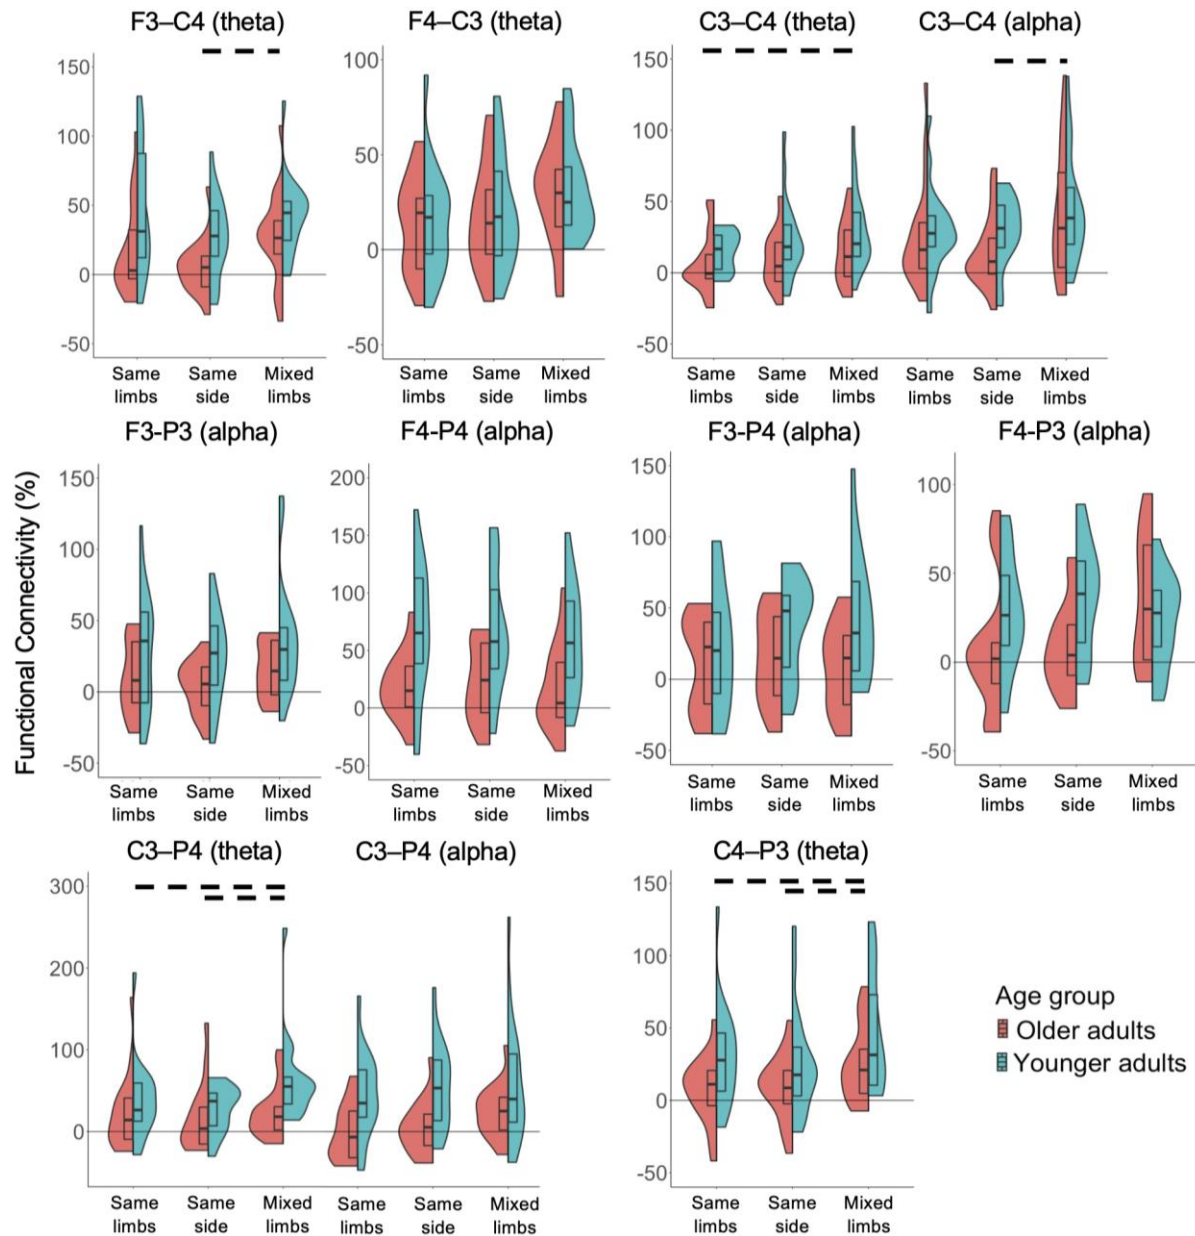 F3–C4 (theta)
F4–C3 (theta)
C3–C4 (theta)
C3–C4 (alpha)
150
100
50
0
-50
100
50
0
-50
150
100
50
0
-50
Same limbs
Same side
Mixed limbs
Same limbs
Same side
Mixed limbs
Same limbs
Same side
Mixed limbs
Same limbs
Same side
Mixed limbs
Functional Connectivity (%)
F3-P3 (alpha)
F4-P4 (alpha)
F3-P4 (alpha)
F4-P3 (alpha)
150
100
50
0
-50
200
150
100
50
0
-50
150
100
50
0
-50
100
50
0
-50
Same limbs
Same side
Mixed limbs
Same limbs
Same side
Mixed limbs
Same limbs
Same side
Mixed limbs
Same limbs
Same side
Mixed limbs
C3–P4 (theta)
C3–P4 (alpha)
C4–P3 (theta)
300
200
100
0
150
100
50
0
-50
Same limbs
Same side
Mixed limbs
Same limbs
Same side
Mixed limbs
Same limbs
Same side
Mixed limbs
Age group
Older adults
Younger adults